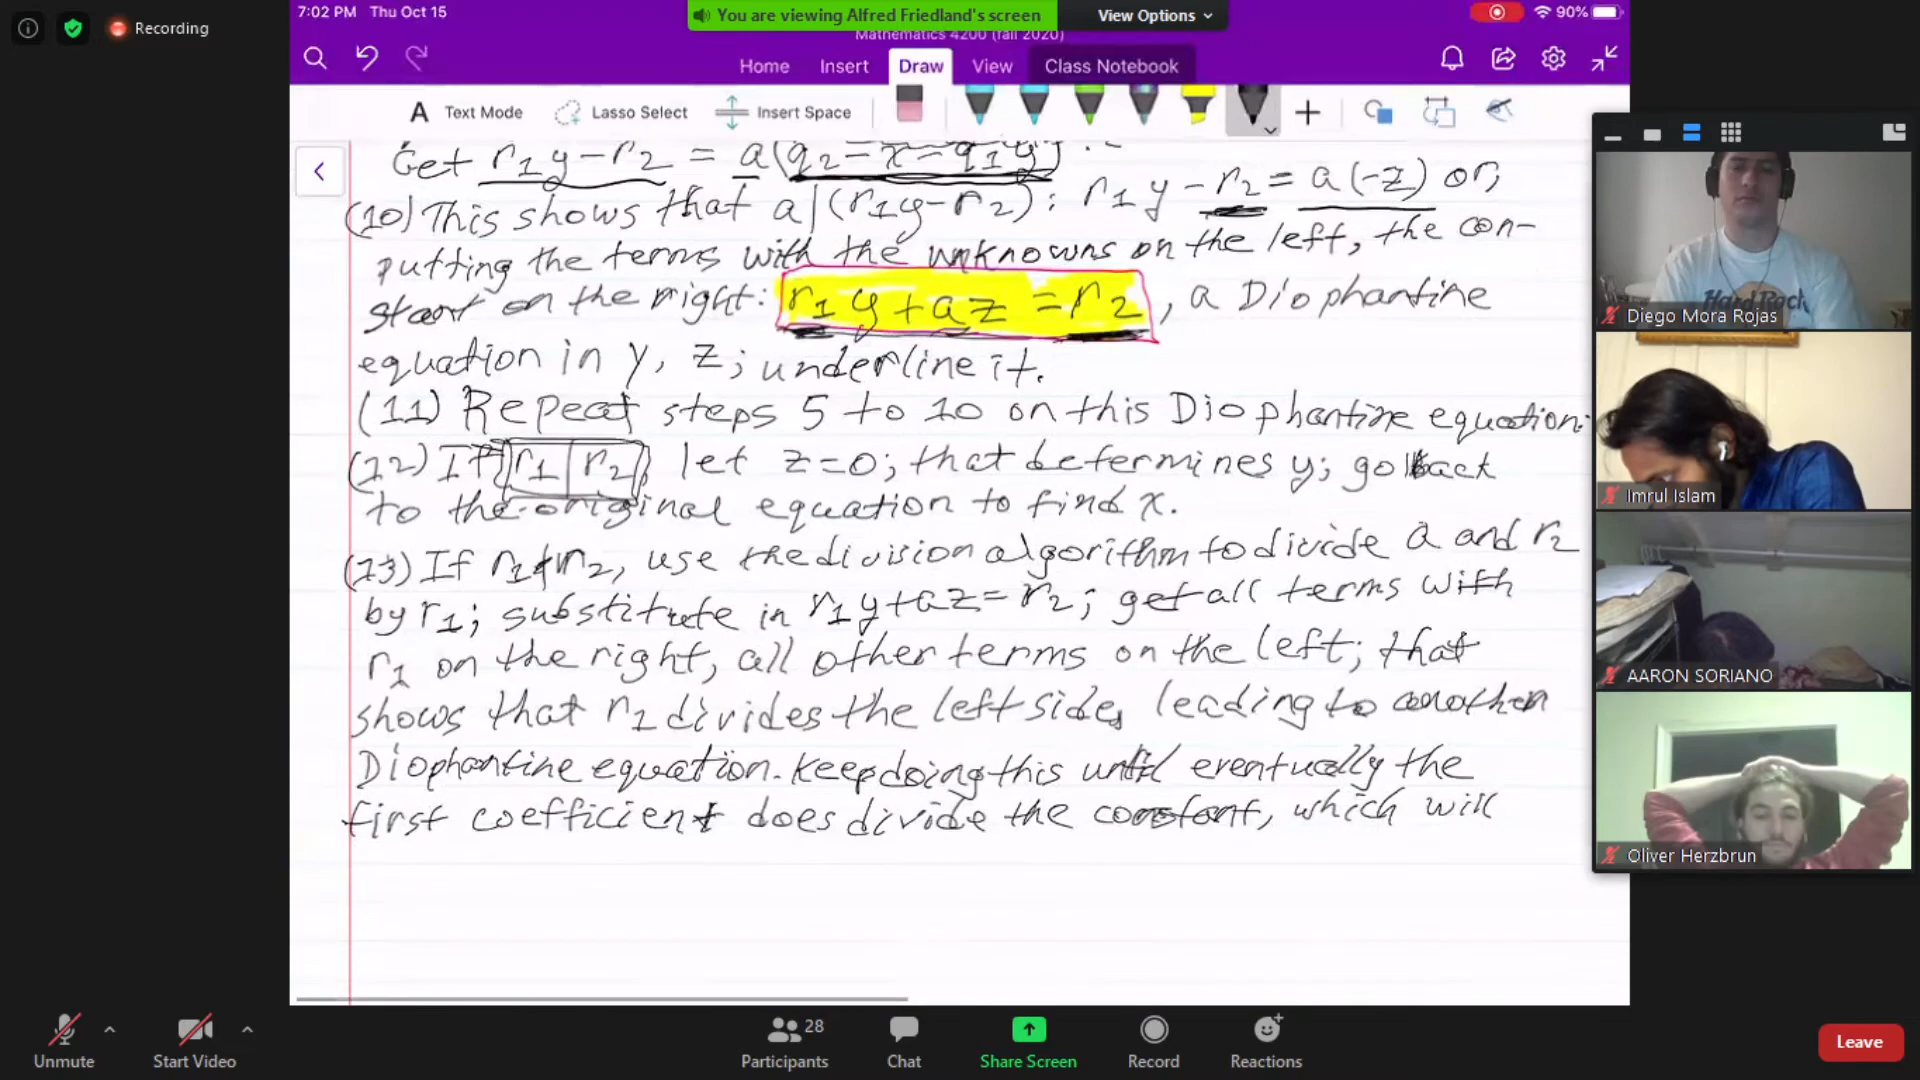 7:02 PM Thu Oct 15
Recording
You are viewing Alfred Friedland's screen
View Options
90%
Mathematics 4200 (fall 2020)
Home Insert Draw View Class Notebook
A Text Mode Lasso Select Insert Space
Get r₁y-r₂ = a(q₂-x-q₁y)
(10) This shows that a|(r₁y-r₂): r₁y-r₂ = a(-z) or,
putting the terms with the unknowns on the left, the con-
stant on the right: r₁y+az=r₂, a Diophantine
equation in y, z; underline it.
(11) Repeat steps 5 to 10 on this Diophantine equation:
(12) If r₁|r₂, let z=0; that determines y; go back
to the original equation to find x.
(13) If r₁∤r₂, use the division algorithm to divide a and r₂
by r₁; substitute in r₁y+az=r₂; get all terms with
r₁ on the right, all other terms on the left; that
shows that r₁ divides the left side, leading to another
Diophantine equation. Keep doing this until eventually the
first coefficient does divide the constant, which will
Diego Mora Rojas
Hard Rock
Imrul Islam
AARON SORIANO
Oliver Herzbrun
Unmute
Start Video
28
Participants
Chat
Share Screen
Record
Reactions
Leave